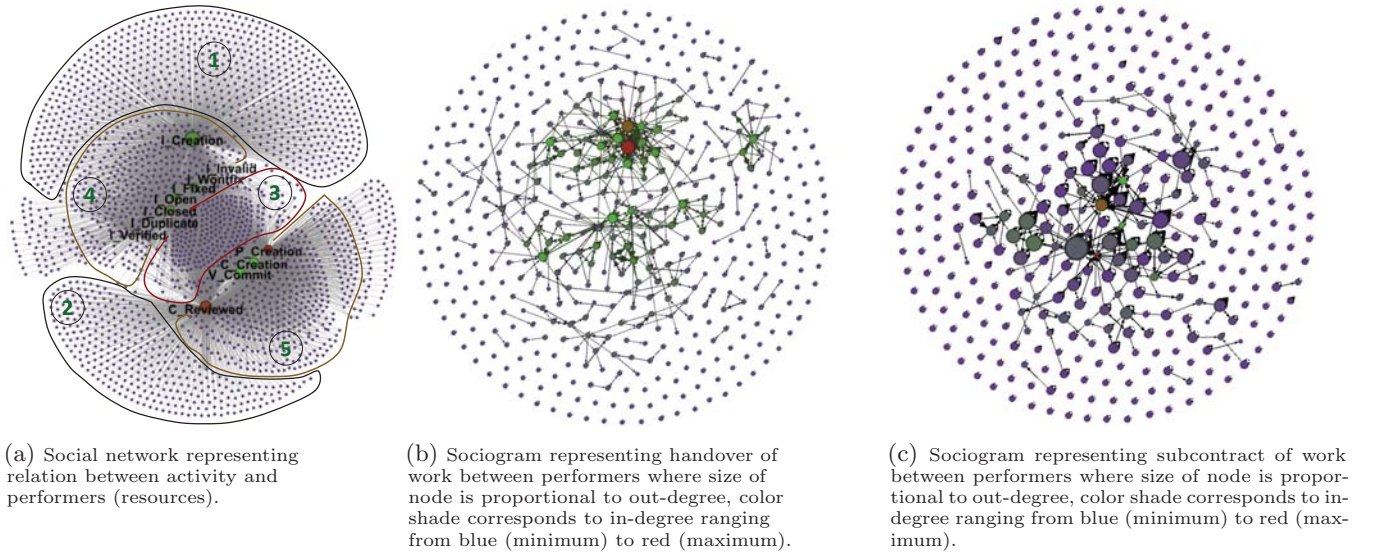 1
I_Creation
Invalid
I_Wontfix
I_Fixed
I_Open
I_Closed
I_Duplicate
I_Verified
4
3
P_Creation
C_Creation
V_Commit
C_Reviewed
2
5
(a) Social network representing
relation between activity and
performers (resources).
(b) Sociogram representing handover of
work between performers where size of
node is proportional to out-degree, color
shade corresponds to in-degree ranging
from blue (minimum) to red (maximum).
(c) Sociogram representing subcontract of work
between performers where size of node is propor-
tional to out-degree, color shade corresponds to in-
degree ranging from blue (minimum) to red (max-
imum).